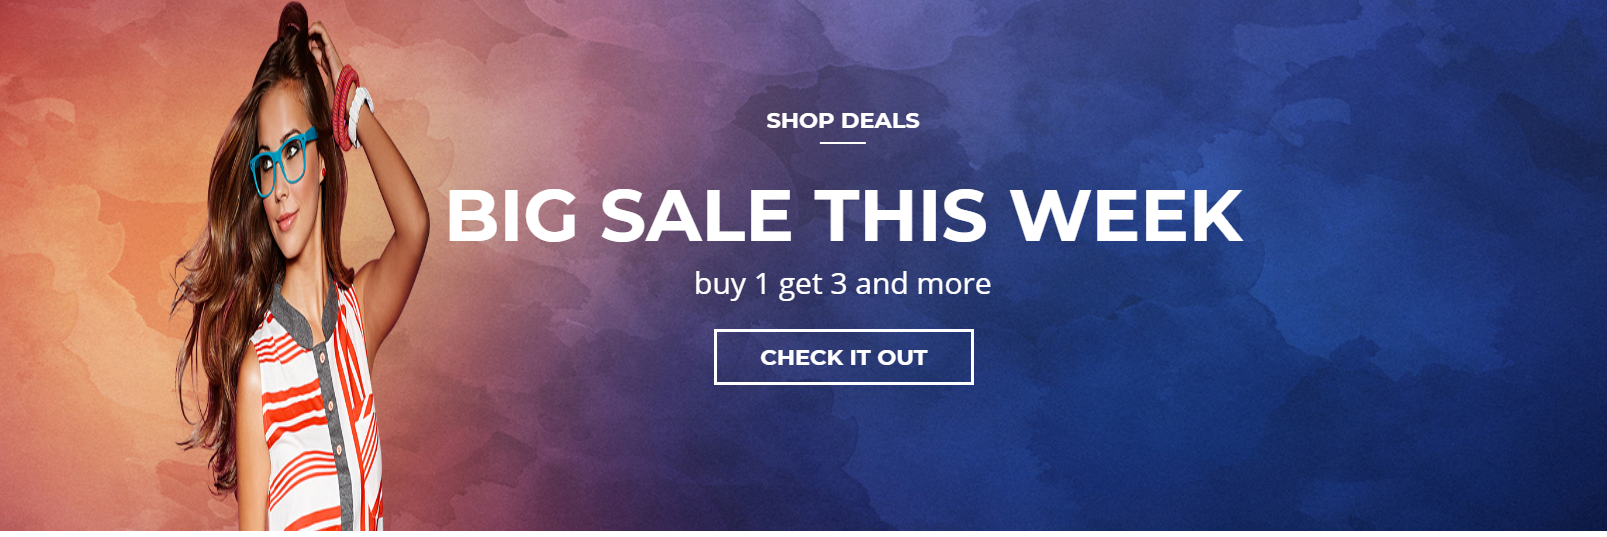 SHOP DEALS
BIG SALE THIS WEEK
buy 1 get 3 and more
CHECK IT OUT